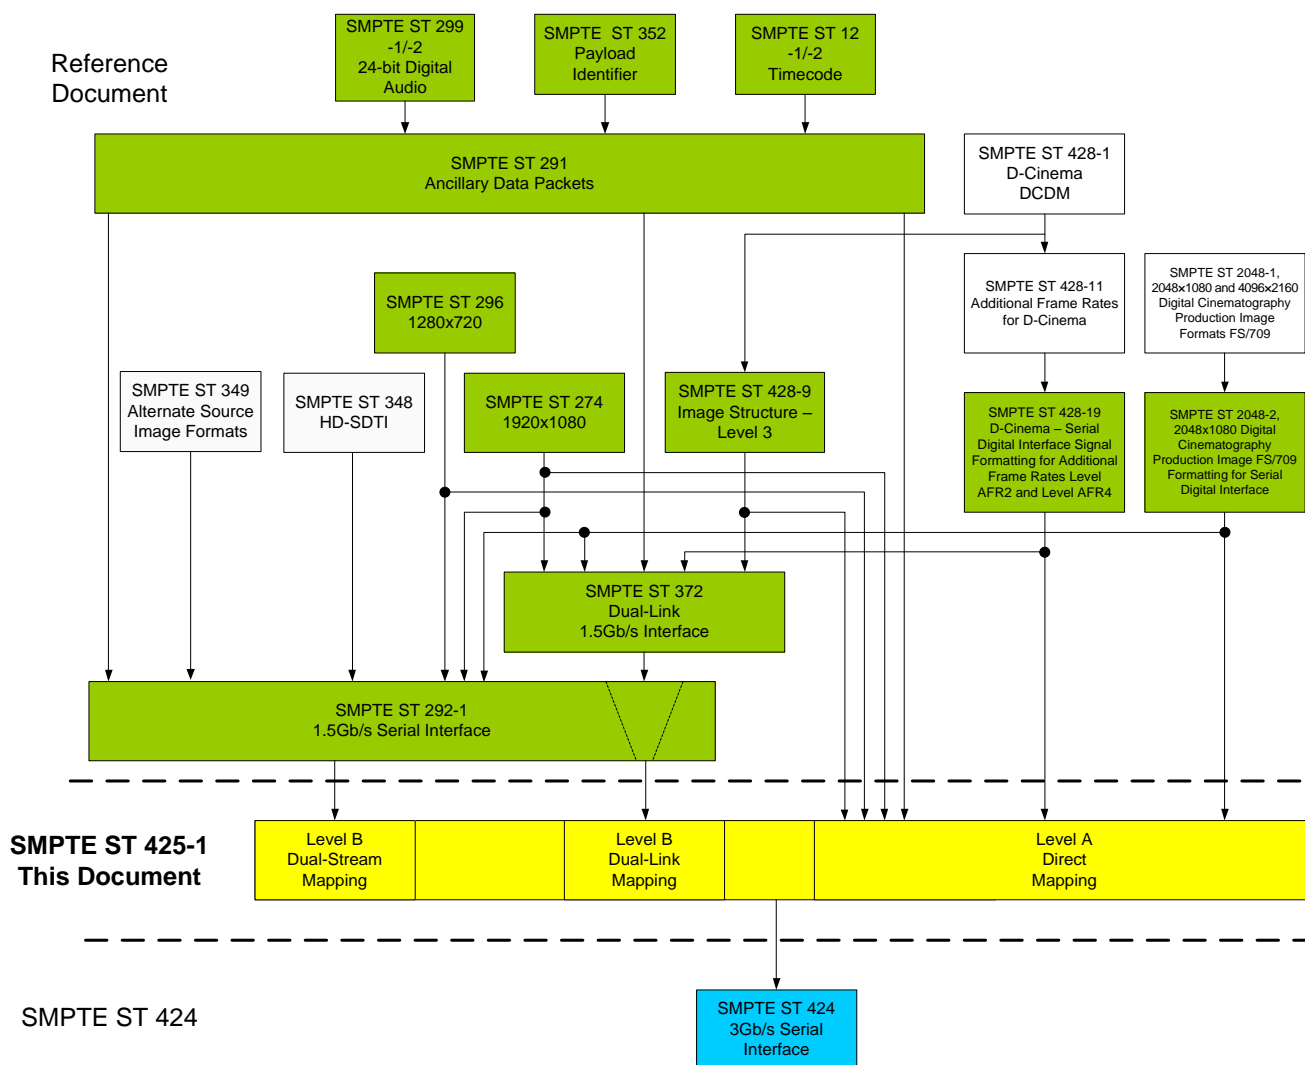 Reference
Document
SMPTE ST 299
-1/-2
24-bit Digital
Audio
SMPTE  ST 352
Payload
Identifier
SMPTE ST 12
-1/-2
Timecode
SMPTE ST 291
Ancillary Data Packets
SMPTE ST 428-1
D-Cinema
DCDM
SMPTE ST 296
1280x720
SMPTE ST 428-11
Additional Frame Rates
for D-Cinema
SMPTE ST 2048-1,
2048x1080 and 4096x2160
Digital Cinematography
Production Image
Formats FS/709
SMPTE ST 349
Alternate Source
Image Formats
SMPTE ST 348
HD-SDTI
SMPTE ST 274
1920x1080
SMPTE ST 428-9
Image Structure –
Level 3
SMPTE ST 428-19
D-Cinema – Serial
Digital Interface Signal
Formatting for Additional
Frame Rates Level
AFR2 and Level AFR4
SMPTE ST 2048-2,
2048x1080 Digital
Cinematography
Production Image FS/709
Formatting for Serial
Digital Interface
SMPTE ST 372
Dual-Link
1.5Gb/s Interface
SMPTE ST 292-1
1.5Gb/s Serial Interface
SMPTE ST 425-1
This Document
Level B
Dual-Stream
Mapping
Level B
Dual-Link
Mapping
Level A
Direct
Mapping
SMPTE ST 424
SMPTE ST 424
3Gb/s Serial
Interface